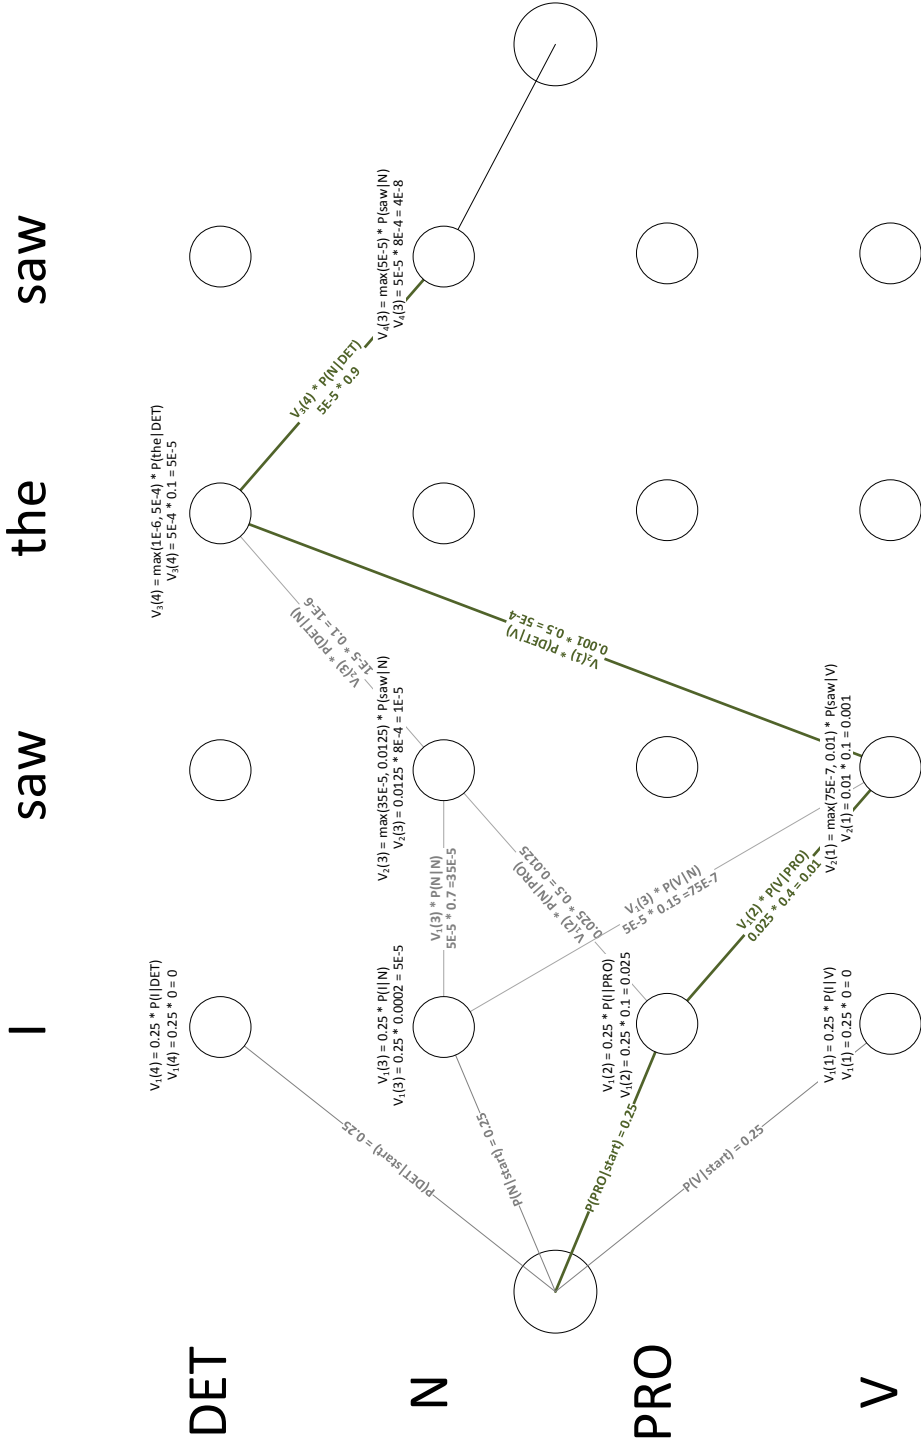 I saw the saw
DET
V₁(4) = 0.25 * P(I|DET)
V₁(4) = 0.25 * 0 = 0
V₃(4) = max(1E-6, 5E-4) * P(the|DET)
V₃(4) = 5E-4 * 0.1 = 5E-5
P(DET|start) = 0.25
V₂(3) * P(DET|N)
1E-5 * 0.1 = 1E-6
V₃(4) * P(N|DET)
5E-5 * 0.9
N
V₁(3) = 0.25 * P(I|N)
V₁(3) = 0.25 * 0.0002 = 5E-5
V₁(3) * P(N|N)
5E-5 * 0.7 =35E-5
V₂(3) = max(35E-5, 0.0125) * P(saw|N)
V₂(3) = 0.0125 * 8E-4 = 1E-5
V₄(3) = max(5E-5) * P(saw|N)
V₄(3) = 5E-5 * 8E-4 = 4E-8
P(N|start) = 0.25
V₁(2) * P(N|PRO)
0.025 * 0.5 = 0.0125
V₂(1) * P(DET|V)
0.001 * 0.5 = 5E-4
P(PRO|start) = 0.25
PRO
V₁(2) = 0.25 * P(I|PRO)
V₁(2) = 0.25 * 0.1 = 0.025
V₁(3) * P(V|N)
5E-5 * 0.15 =75E-7
P(V|start) = 0.25
V₁(2) * P(V|PRO)
0.025 * 0.4 = 0.01
V
V₁(1) = 0.25 * P(I|V)
V₁(1) = 0.25 * 0 = 0
V₂(1) = max(75E-7, 0.01) * P(saw|V)
V₂(1) = 0.01 * 0.1 = 0.001